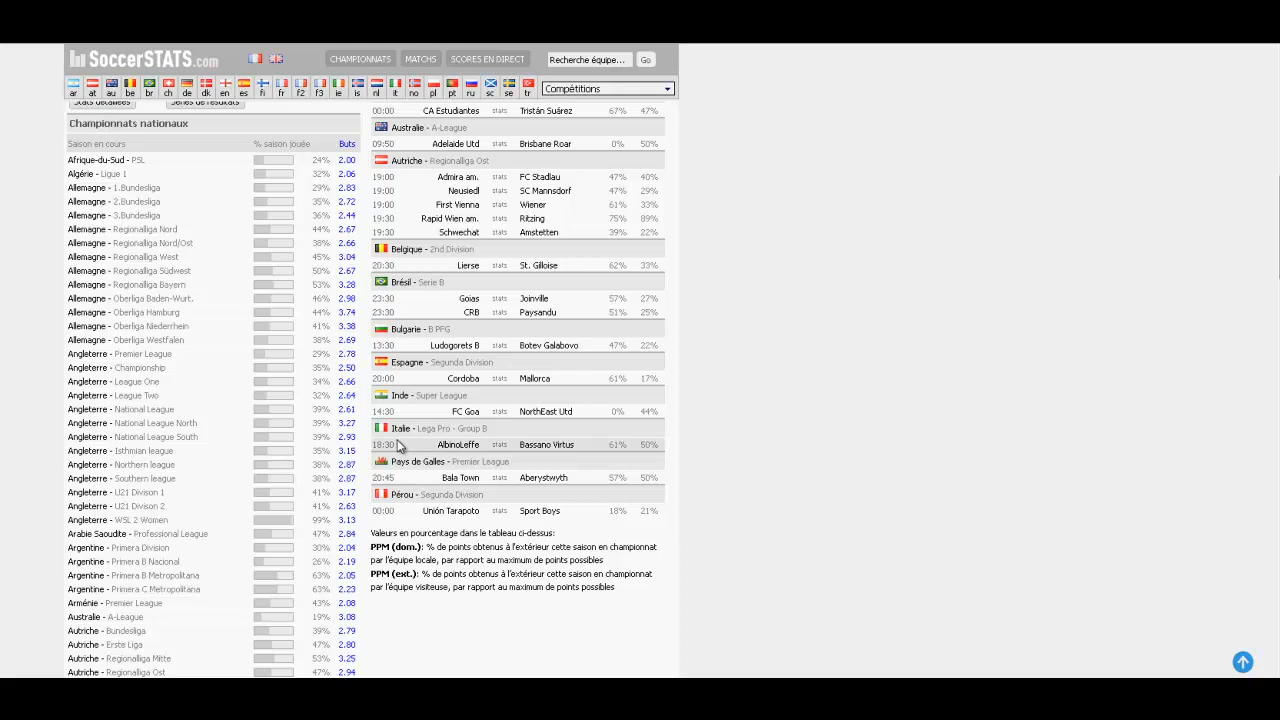 SoccerSTATS.com
CHAMPIONNATS MATCHS SCORES EN DIRECT Recherche équipe... Go
ar at au be br ch de dk en es fi fr f2 f3 ie is it nl no pl pt ru sc se tr Compétitions
Stats détaillées Séries de résultats
Championnats nationaux
Saison en cours % saison jouée Buts
Afrique-du-Sud - PSL 24% 2.00
Algérie - Ligue 1 32% 2.06
Allemagne - 1.Bundesliga 29% 2.83
Allemagne - 2.Bundesliga 35% 2.72
Allemagne - 3.Bundesliga 36% 2.44
Allemagne - Regionalliga Nord 44% 2.67
Allemagne - Regionalliga Nord/Ost 38% 2.66
Allemagne - Regionalliga West 45% 3.04
Allemagne - Regionalliga Südwest 50% 2.67
Allemagne - Regionalliga Bayern 53% 3.28
Allemagne - Oberliga Baden-Wurt. 46% 2.98
Allemagne - Oberliga Hamburg 44% 3.74
Allemagne - Oberliga Niederrhein 41% 3.38
Allemagne - Oberliga Westfalen 38% 2.69
Angleterre - Premier League 29% 2.78
Angleterre - Championship 35% 2.50
Angleterre - League One 34% 2.66
Angleterre - League Two 32% 2.64
Angleterre - National League 39% 2.61
Angleterre - National League North 39% 3.27
Angleterre - National League South 39% 2.93
Angleterre - Isthmian league 35% 3.15
Angleterre - Northern league 38% 2.87
Angleterre - Southern league 38% 2.87
Angleterre - U21 Divison 1 41% 3.17
Angleterre - U21 Divison 2 41% 2.63
Angleterre - WSL 2 Women 99% 3.13
Arabie Saoudite - Professional League 47% 2.84
Argentine - Primera División 30% 2.04
Argentine - Primera B Nacional 26% 2.19
Argentine - Primera B Metropolitana 63% 2.05
Argentine - Primera C Metropolitana 63% 2.23
Arménie - Premier League 43% 2.08
Australie - A-League 19% 3.08
Autriche - Bundesliga 39% 2.79
Autriche - Erste Liga 47% 2.80
Autriche - Regionalliga Mitte 53% 3.25
Autriche - Regionalliga Ost 47% 2.94
00:00 CA Estudiantes stats Tristán Suárez 67% 47%
Australie - A-League
09:50 Adelaide Utd stats Brisbane Roar 0% 50%
Autriche - Regionalliga Ost
19:00 Admira am. stats FC Stadlau 47% 40%
19:00 Neusiedl stats SC Mannsdorf 47% 29%
19:00 First Vienna stats Wiener 61% 33%
19:30 Rapid Wien am. stats Ritzing 75% 89%
19:30 Schwechat stats Amstetten 39% 22%
Belgique - 2nd Division
20:30 Lierse stats St. Gilloise 62% 33%
Brésil - Serie B
23:30 Goias stats Joinville 57% 27%
23:30 CRB stats Paysandu 51% 25%
Bulgarie - B PFG
13:30 Ludogorets B stats Botev Galabovo 47% 22%
Espagne - Segunda División
20:00 Cordoba stats Mallorca 61% 17%
Inde - Super League
14:30 FC Goa stats NorthEast Utd 0% 44%
Italie - Lega Pro - Group B
18:30 AlbinoLeffe stats Bassano Virtus 61% 50%
Pays de Galles - Premier League
20:45 Bala Town stats Aberystwyth 57% 50%
Pérou - Segunda División
00:00 Unión Tarapoto stats Sport Boys 18% 21%
Valeurs en pourcentage dans le tableau ci-dessus:
PPM (dom.): % de points obtenus à l'extérieur cette saison en championnat
par l'équipe locale, par rapport au maximum de points possibles
PPM (ext.): % de points obtenus à l'extérieur cette saison en championnat
par l'équipe visiteuse, par rapport au maximum de points possibles